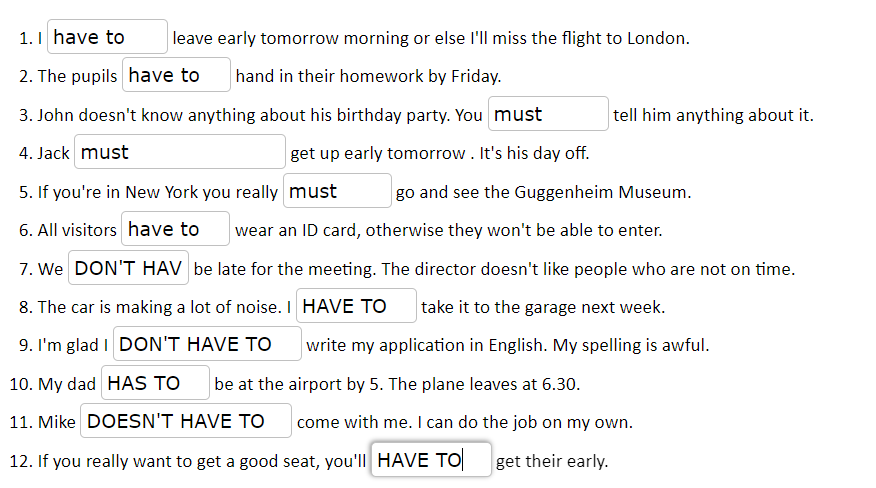 1. I have to leave early tomorrow morning or else I'll miss the flight to London.
2. The pupils have to hand in their homework by Friday.
3. John doesn't know anything about his birthday party. You must tell him anything about it.
4. Jack must get up early tomorrow . It's his day off.
5. If you're in New York you really must go and see the Guggenheim Museum.
6. All visitors have to wear an ID card, otherwise they won't be able to enter.
7. We DON'T HAV be late for the meeting. The director doesn't like people who are not on time.
8. The car is making a lot of noise. I HAVE TO take it to the garage next week.
9. I'm glad I DON'T HAVE TO write my application in English. My spelling is awful.
10. My dad HAS TO be at the airport by 5. The plane leaves at 6.30.
11. Mike DOESN'T HAVE TO come with me. I can do the job on my own.
12. If you really want to get a good seat, you'll HAVE TO get their early.